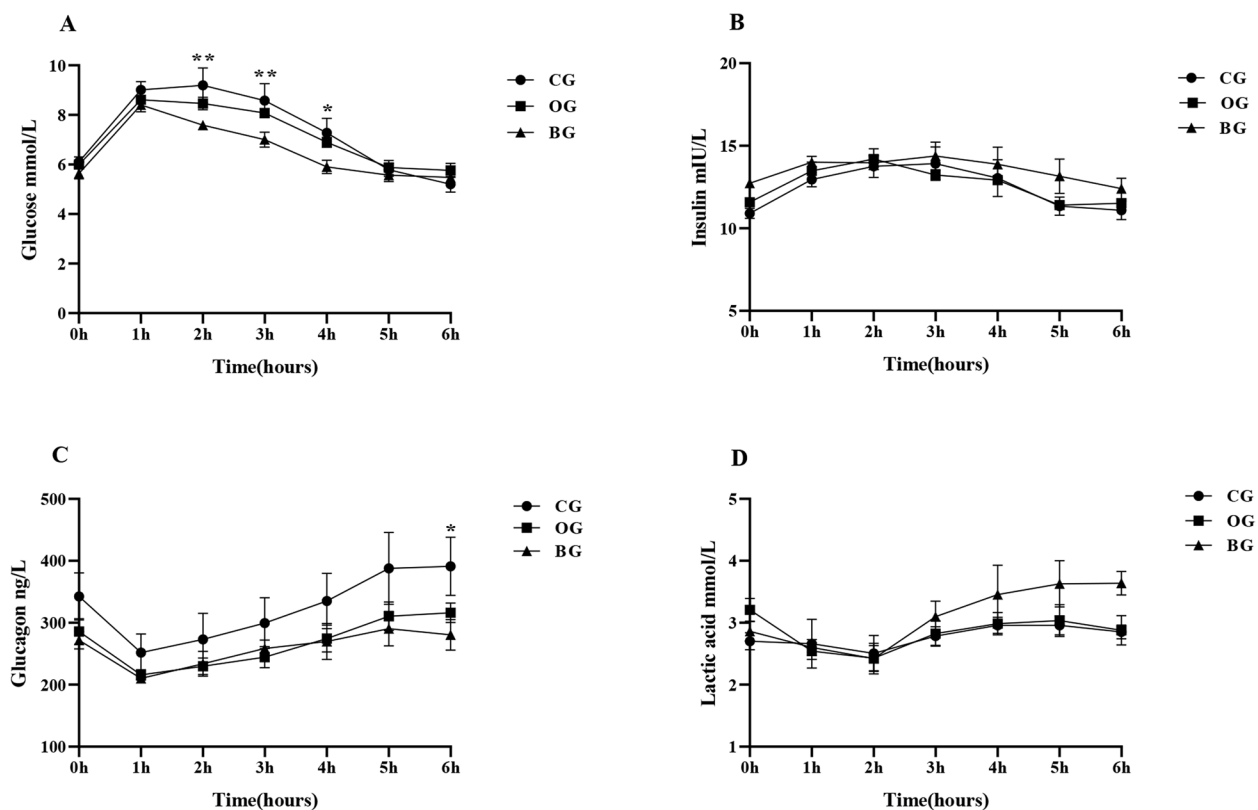 A
Glucose mmol/L
10
8
6
4
2
0
** ** *
0h 1h 2h 3h 4h 5h 6h
Time(hours)
CG
OG
BG
B
Insulin mIU/L
20
15
10
5
0h 1h 2h 3h 4h 5h 6h
Time(hours)
CG
OG
BG
C
Glucagon ng/L
500
400
300
200
100
*
0h 1h 2h 3h 4h 5h 6h
Time(hours)
CG
OG
BG
D
Lactic acid mmol/L
5
4
3
2
1
0h 1h 2h 3h 4h 5h 6h
Time(hours)
CG
OG
BG